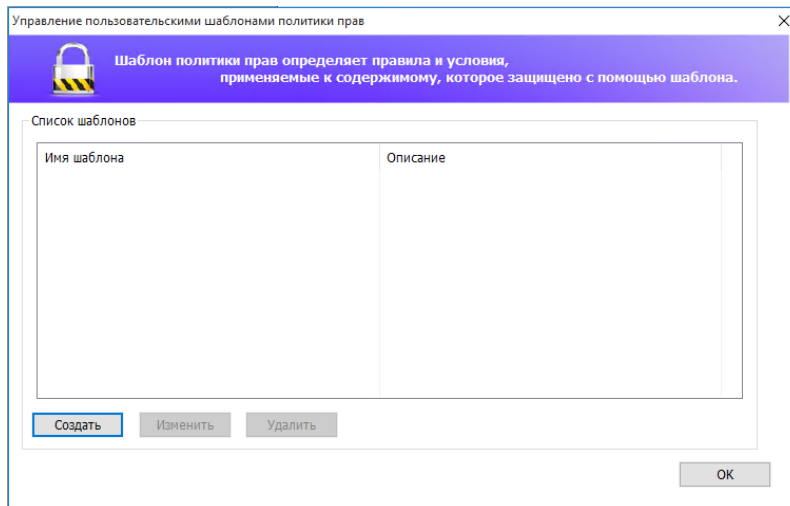 Управление пользовательскими шаблонами политики прав
Шаблон политики прав определяет правила и условия,
применяемые к содержимому, которое защищено с помощью шаблона.
Список шаблонов
Имя шаблона Описание
Создать Изменить Удалить
ОК